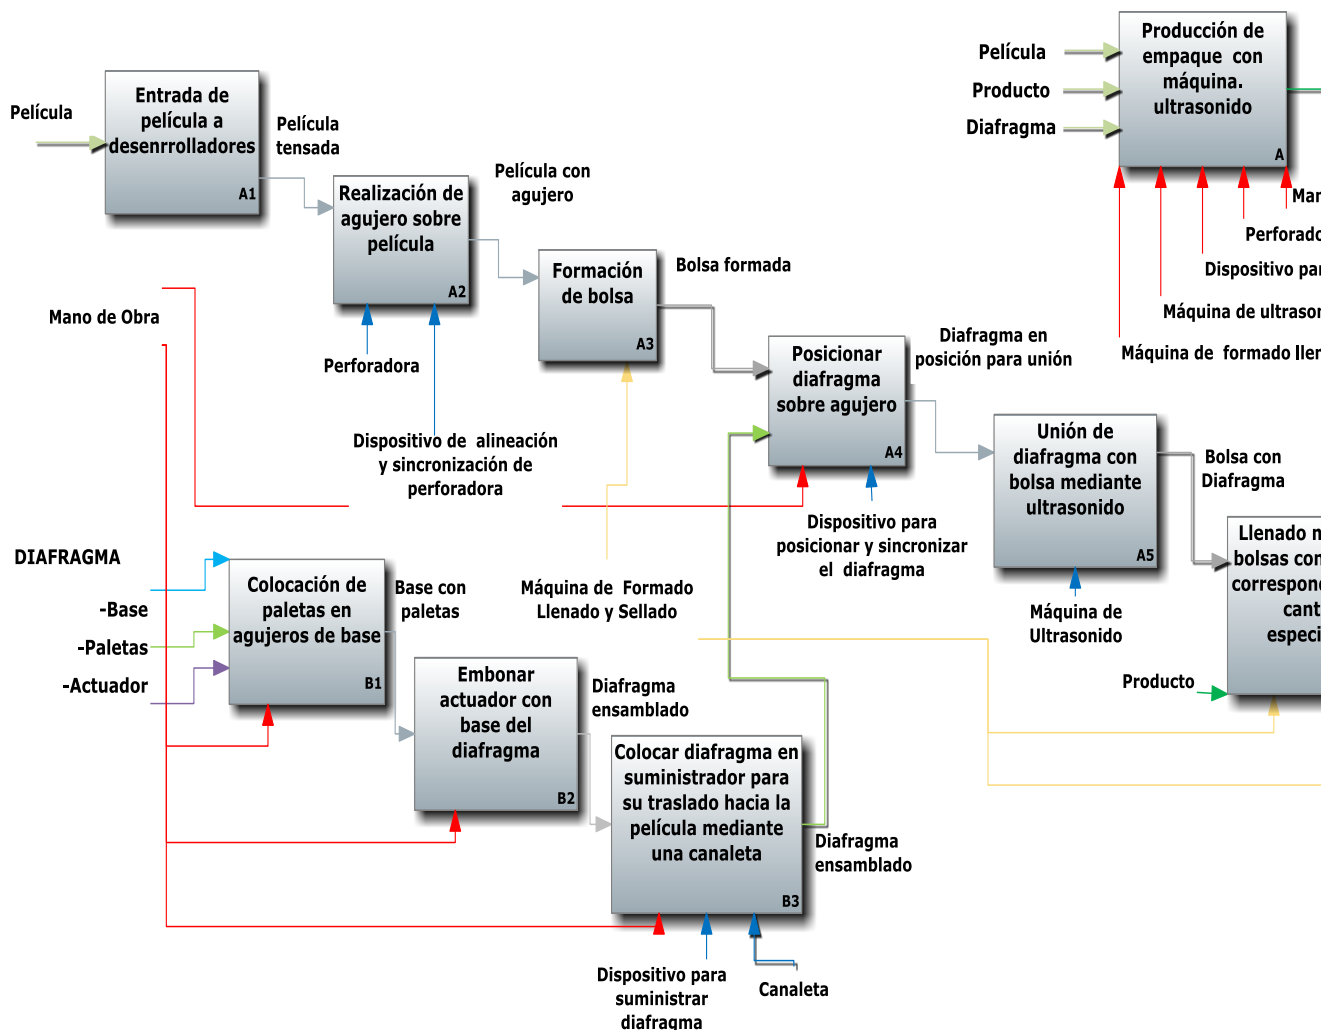 Película
Entrada de
película a
desenrrolladores
A1
Película
tensada
Realización de
agujero sobre
película
A2
Película con
agujero
Perforadora
Dispositivo de alineación
y sincronización de
perforadora
Formación
de bolsa
A3
Bolsa formada
Máquina de Formado
Llenado y Sellado
Mano de Obra
Posicionar
diafragma
sobre agujero
A4
Diafragma en
posición para unión
Dispositivo para
posicionar y sincronizar
el diafragma
Unión de
diafragma con
bolsa mediante
ultrasonido
A5
Bolsa con
Diafragma
Máquina de
Ultrasonido
Llenado
bolsas con
cant
Producto
Película
Producto
Diafragma
Producción de
empaque con
máquina.
ultrasonido
A
Dispositivo
Máquina de
Máquina de formado
DIAFRAGMA
-Base
-Paletas
-Actuador
Colocación de
paletas en
agujeros de base
B1
Base con
paletas
Embonar
actuador con
base del
diafragma
B2
Diafragma
ensamblado
Colocar diafragma en
suministrador para
su traslado hacia la
película mediante
una canaleta
B3
Diafragma
ensamblado
Dispositivo para
suministrar
diafragma
Canaleta